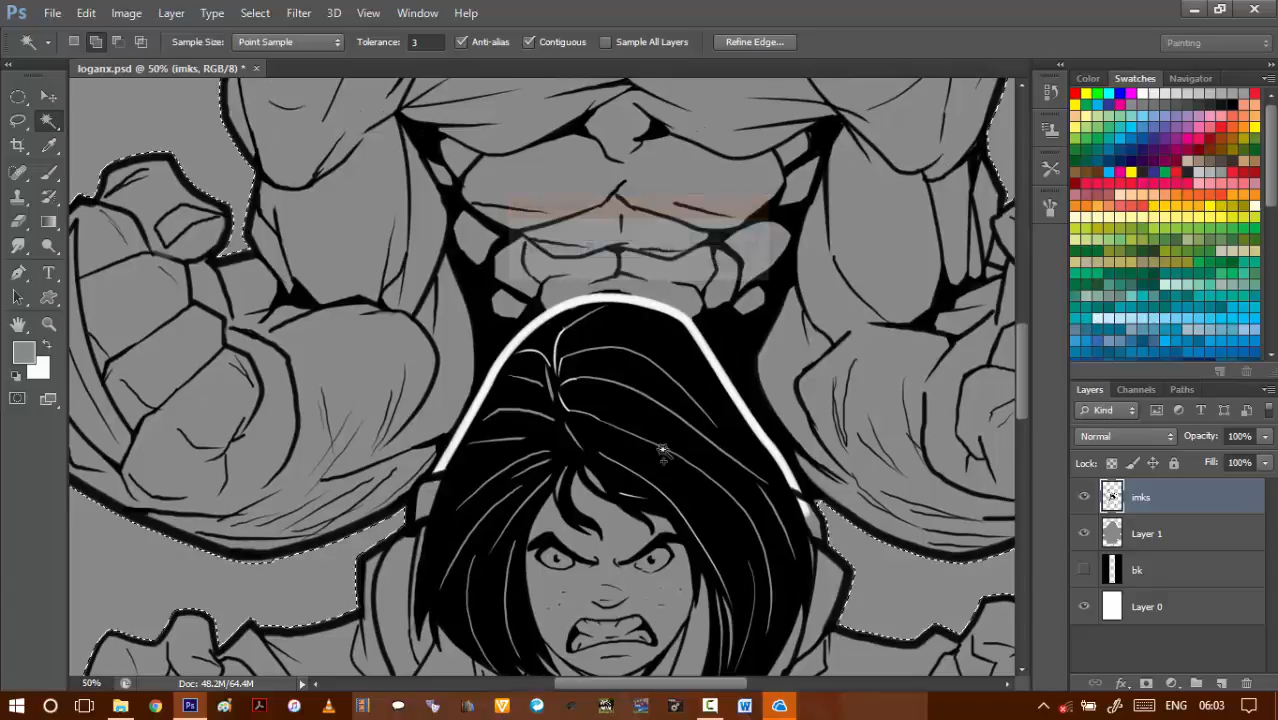 Ps File Edit Image Layer Type Select Filter 3D View Window Help
Sample Size: Point Sample Tolerance: 3 Anti-alias Contiguous Sample All Layers Refine Edge... Painting
loganx.psd @ 50% (imks, RGB/8) *
Color Swatches Navigator
Layers Channels Paths
Kind
Normal Opacity: 100%
Lock: Fill: 100%
imks
Layer 1
bk
Layer 0
50% Doc: 48.2M/64.4M
ENG 06:03